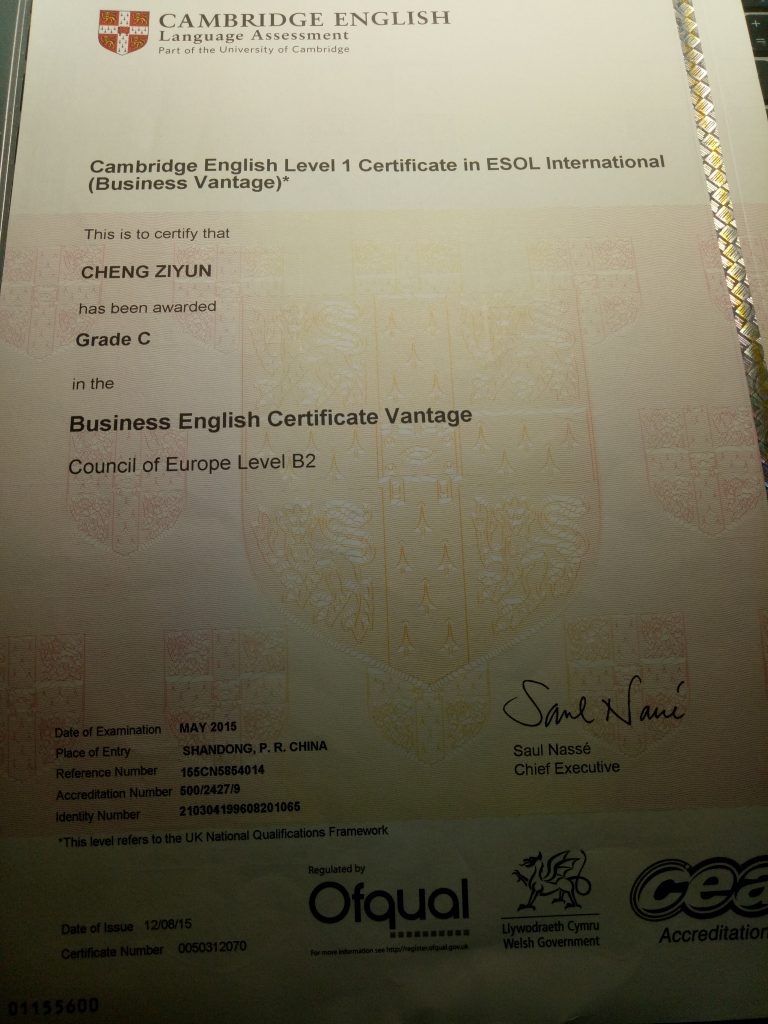 CAMBRIDGE ENGLISH
Language Assessment
Part of the University of Cambridge
Cambridge English Level 1 Certificate in ESOL International
(Business Vantage)*
This is to certify that
CHENG ZIYUN
has been awarded
Grade C
in the
Business English Certificate Vantage
Council of Europe Level B2
Saul Nassé
Saul Nassé
Chief Executive
Date of Examination MAY 2015
Place of Entry SHANDONG, P. R. CHINA
Reference Number 155CN5854014
Accreditation Number 500/2427/9
Identity Number 210304199608201065
*This level refers to the UK National Qualifications Framework
Regulated by
Ofqual
For more information see http://register.ofqual.gov.uk
Llywodraeth Cymru
Welsh Government
cea
Accreditation
Date of Issue 12/08/15
Certificate Number 0050312070
01155600